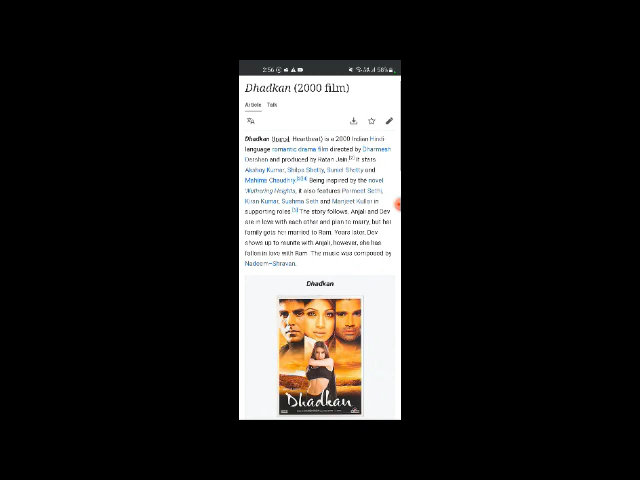 2:56
58%
Dhadkan (2000 film)
Article Talk
Dhadkan (transl. Heartbeat) is a 2000 Indian Hindi-
language romantic drama film directed by Dharmesh
Darshan and produced by Ratan Jain.[2] It stars
Akshay Kumar, Shilpa Shetty, Suniel Shetty and
Mahima Chaudhry. Being inspired by the novel
Wuthering Heights, it also features Parmeet Sethi,
Kiran Kumar, Sushma Seth and Manjeet Kullar in
supporting roles.[5] The story follows, Anjali and Dev
are in love with each other and plan to marry, but her
family gets her married to Ram. Years later, Dev
shows up to reunite with Anjali, however, she has
fallen in love with Ram. The music was composed by
Nadeem–Shravan.
Dhadkan
Dhadkan